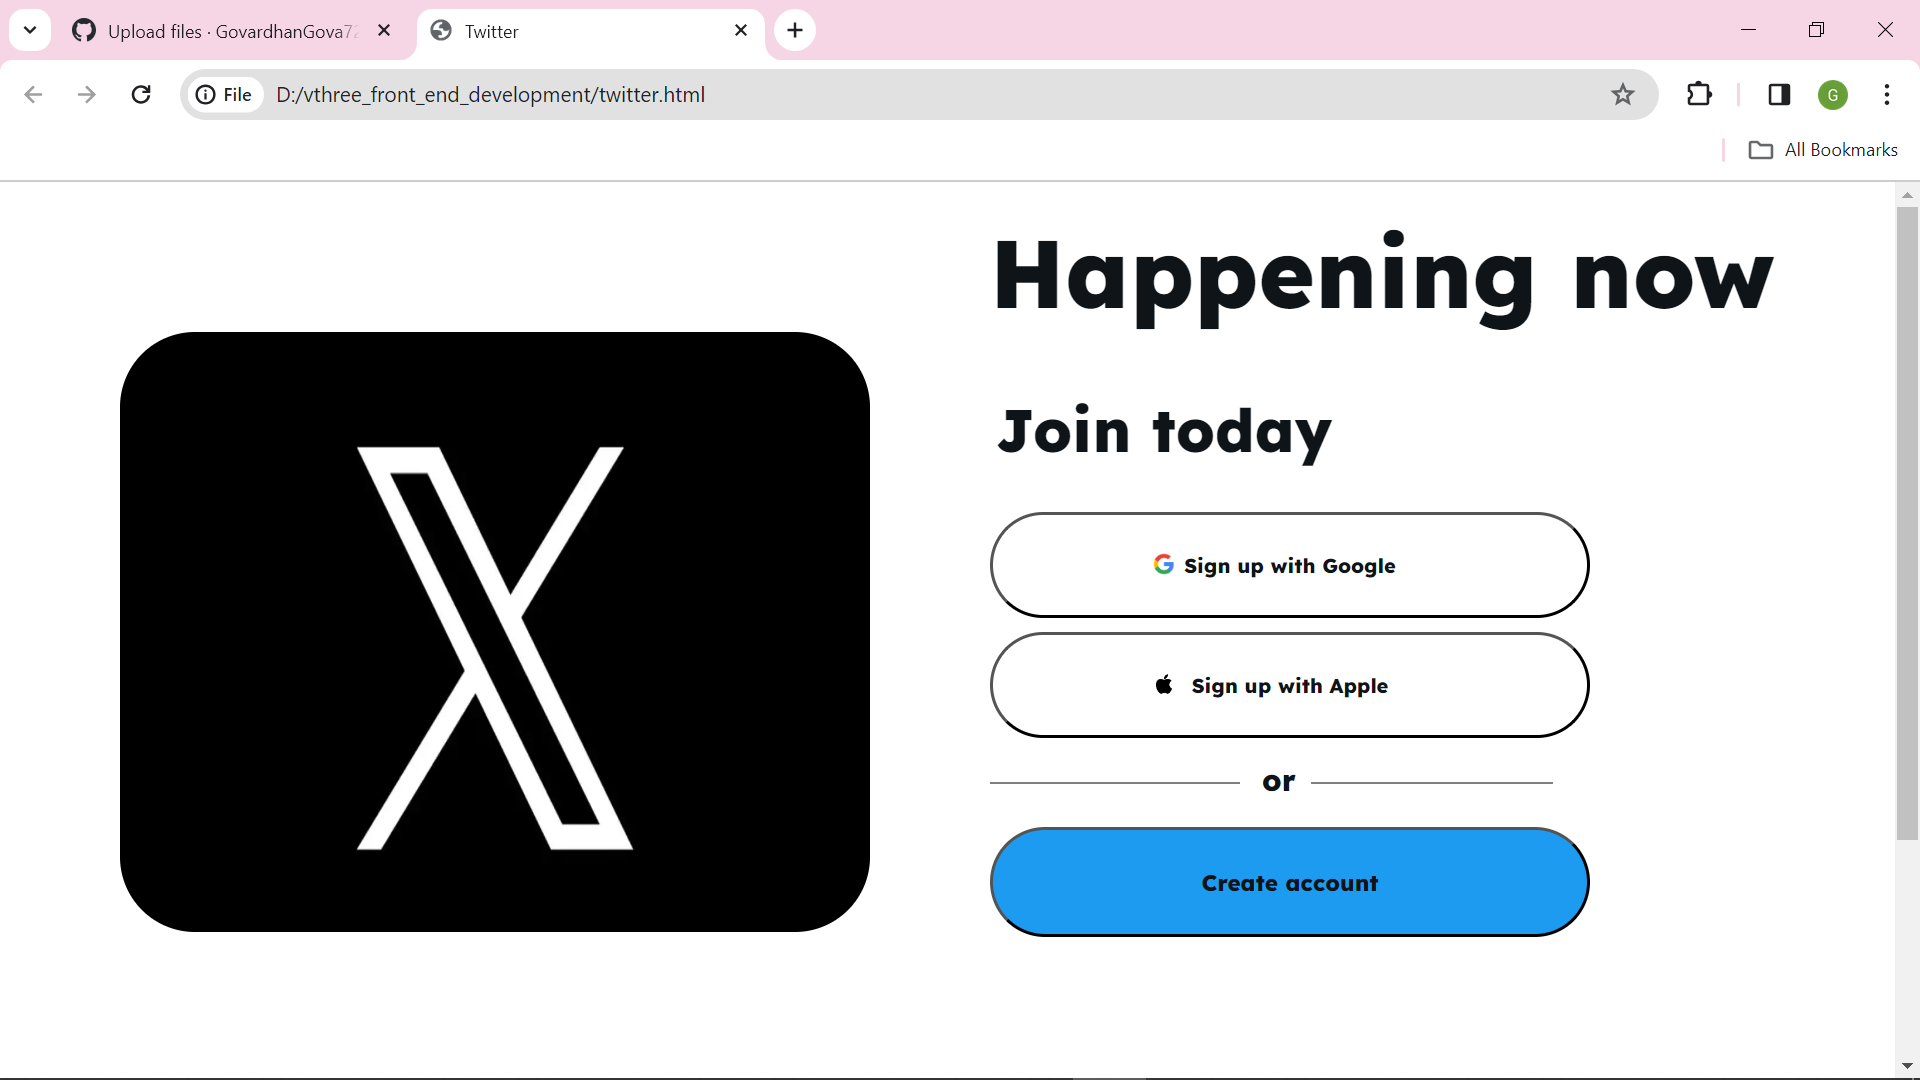 Upload files · GovardhanGova72
Twitter
File
D:/vthree_front_end_development/twitter.html
G
All Bookmarks
Happening now
Join today
Sign up with Google
Sign up with Apple
or
Create account